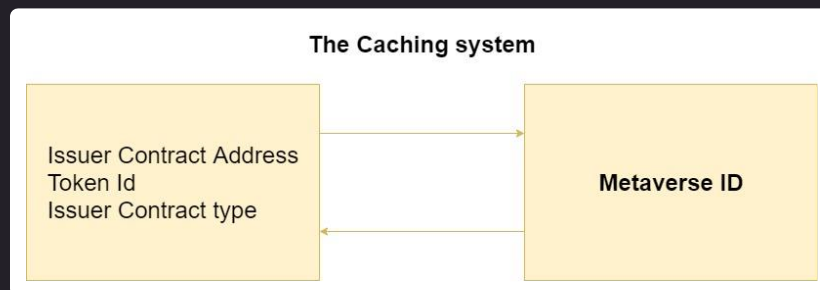 The Caching system
Issuer Contract Address
Token Id
Issuer Contract type
Metaverse ID